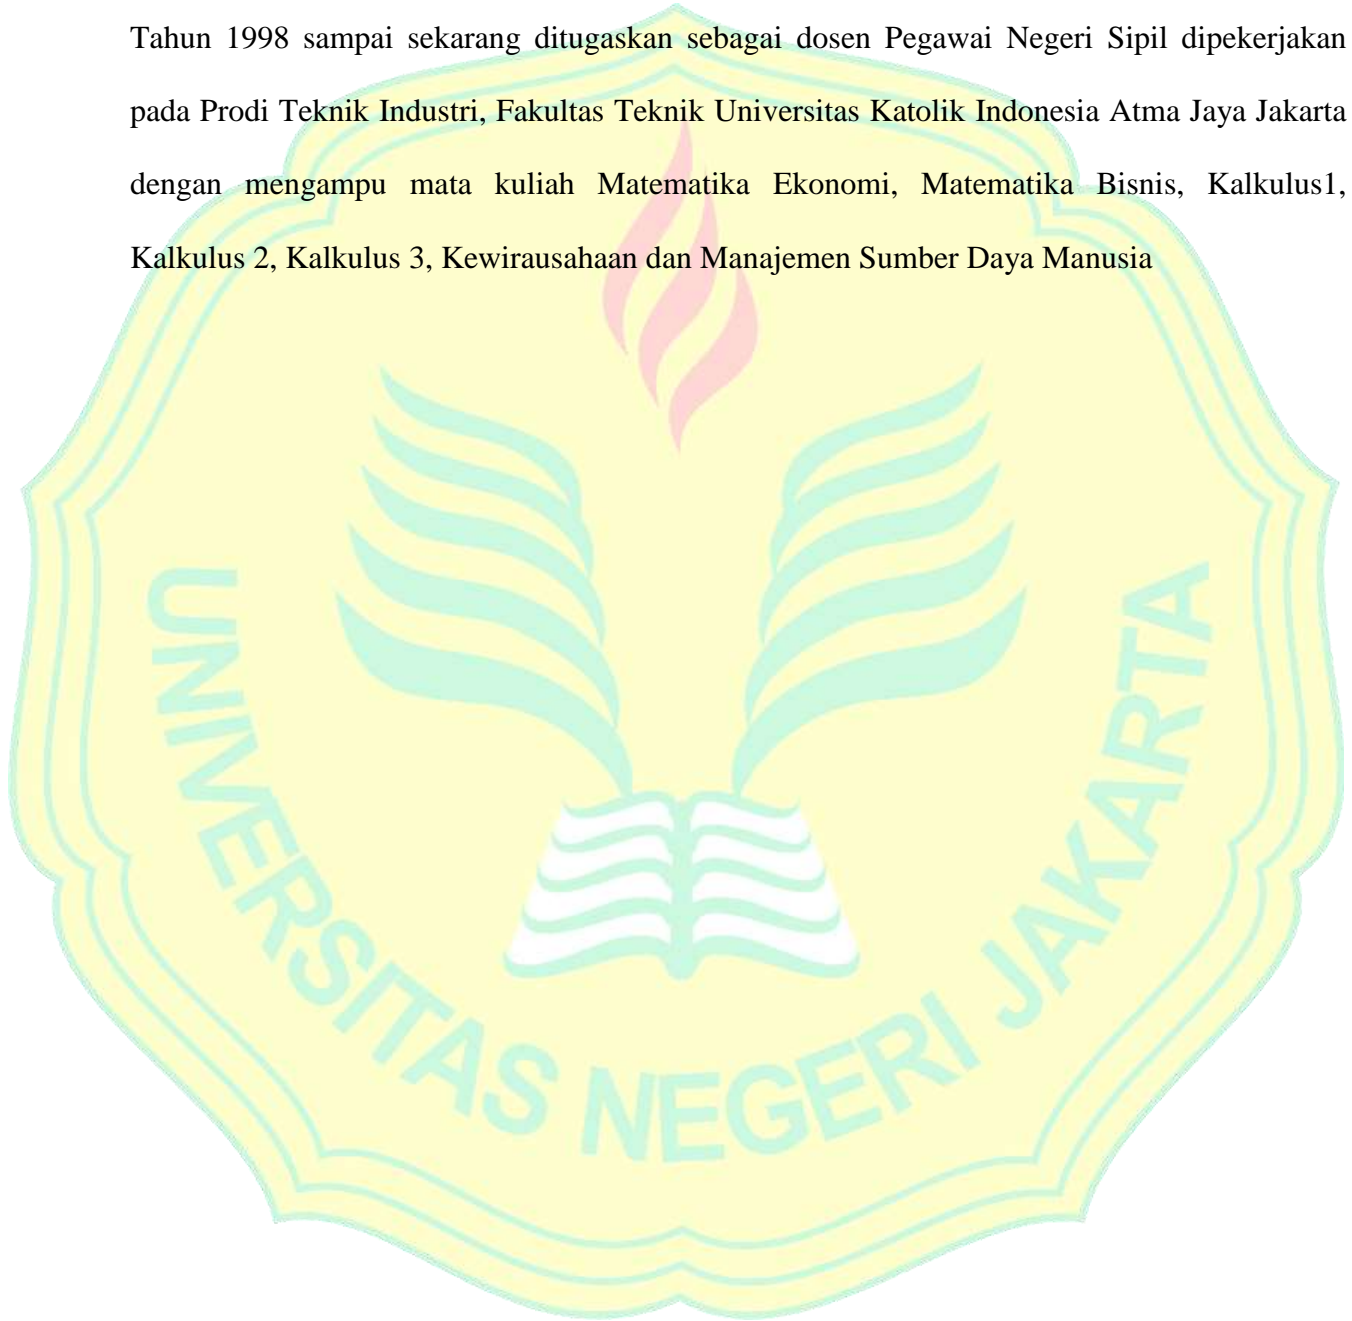 Tahun 1998 sampai sekarang ditugaskan sebagai dosen Pegawai Negeri Sipil dipekerjakan
pada Prodi Teknik Industri, Fakultas Teknik Universitas Katolik Indonesia Atma Jaya Jakarta
dengan mengampu mata kuliah Matematika Ekonomi, Matematika Bisnis, Kalkulus1,
Kalkulus 2, Kalkulus 3, Kewirausahaan dan Manajemen Sumber Daya Manusia
UNIVERSITAS NEGERI JAKARTA